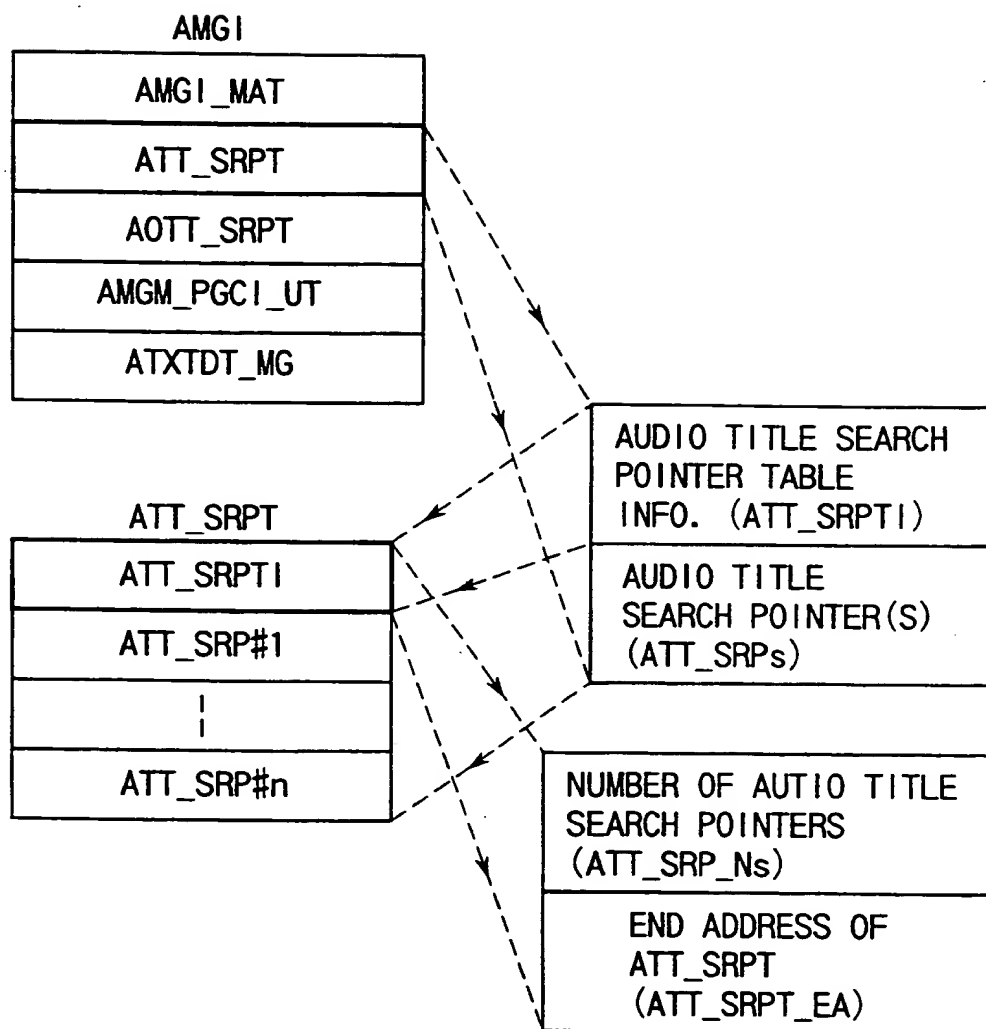 AMGI
AMGI_MAT
ATT_SRPT
AOTT_SRPT
AMGM_PGCI_UT
ATXTDT_MG
AUDIO TITLE SEARCH
POINTER TABLE
INFO. (ATT_SRPTI)
AUDIO TITLE
SEARCH POINTER(S)
(ATT_SRPs)
ATT_SRPT
ATT_SRPTI
ATT_SRP#1
ATT_SRP#n
NUMBER OF AUTIO TITLE
SEARCH POINTERS
(ATT_SRP_Ns)
END ADDRESS OF
ATT_SRPT
(ATT_SRPT_EA)